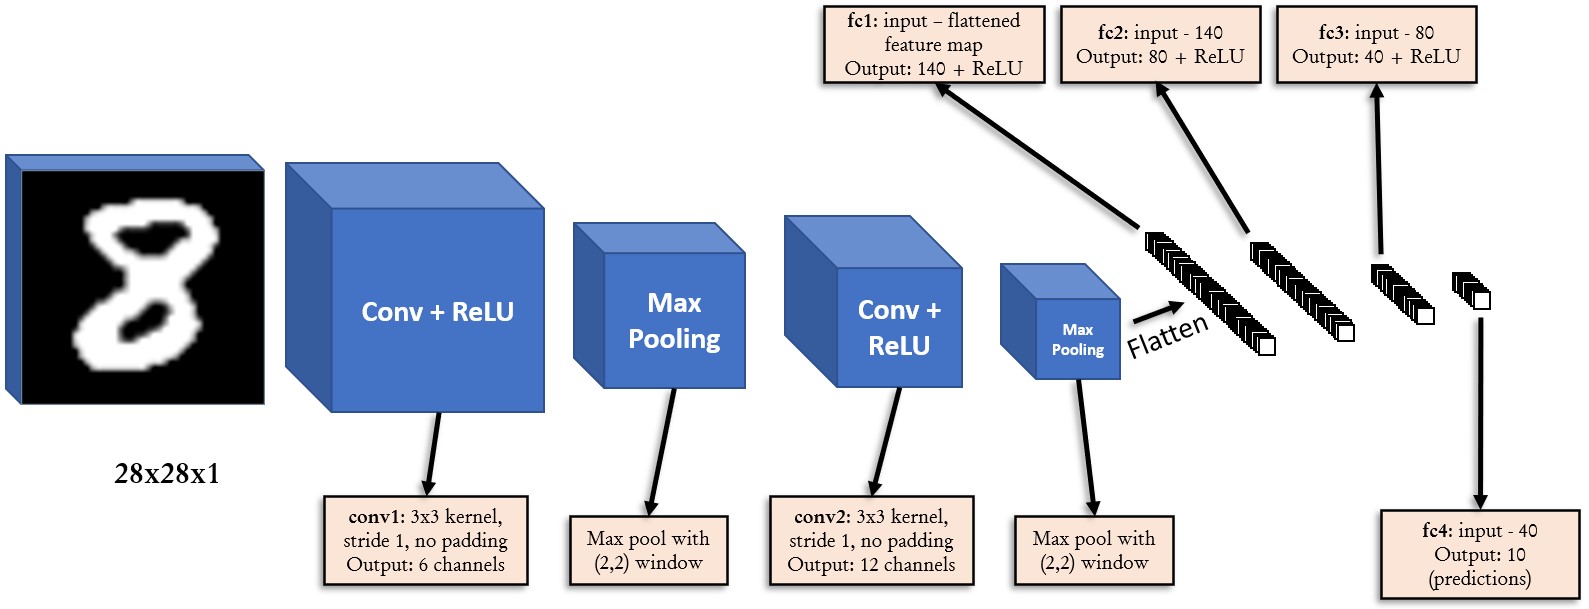 fc1: input – flattened
feature map
Output: 140 + ReLU
fc2: input - 140
Output: 80 + ReLU
fc3: input - 80
Output: 40 + ReLU
Conv + ReLU
Max
Pooling
Conv +
ReLU
Max
Pooling
Flatten
28x28x1
conv1: 3x3 kernel,
stride 1, no padding
Output: 6 channels
Max pool with
(2,2) window
conv2: 3x3 kernel,
stride 1, no padding
Output: 12 channels
Max pool with
(2,2) window
fc4: input - 40
Output: 10
(predictions)
8